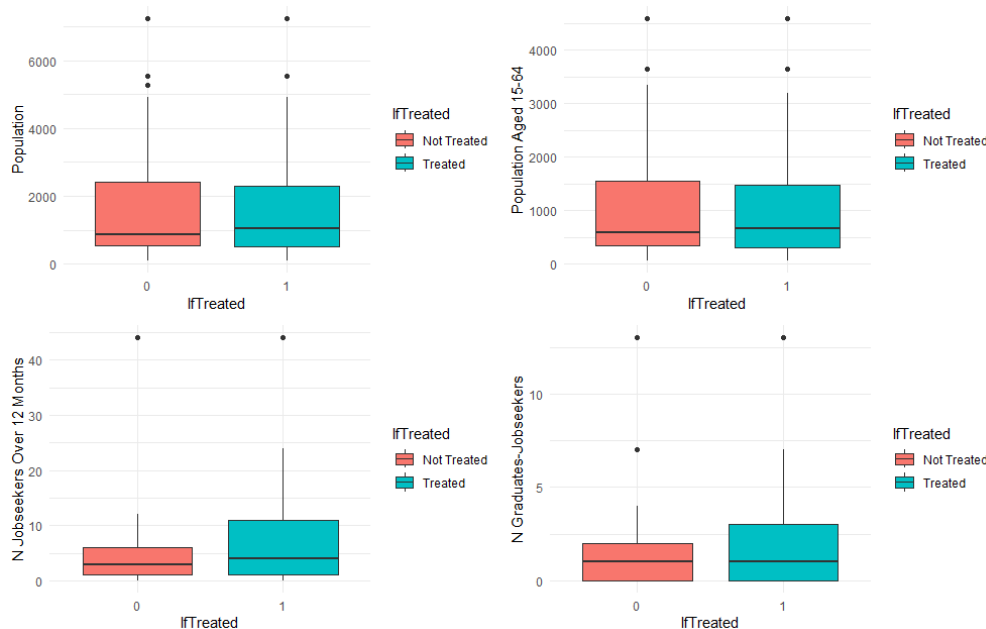 Population
6000
4000
2000
0
0
1
IfTreated
IfTreated
Not Treated
Treated
Population Aged 15-64
4000
3000
2000
1000
0
0
1
IfTreated
IfTreated
Not Treated
Treated
N Jobseekers Over 12 Months
40
30
20
10
0
0
1
IfTreated
IfTreated
Not Treated
Treated
N Graduates-Jobseekers
10
5
0
0
1
IfTreated
IfTreated
Not Treated
Treated